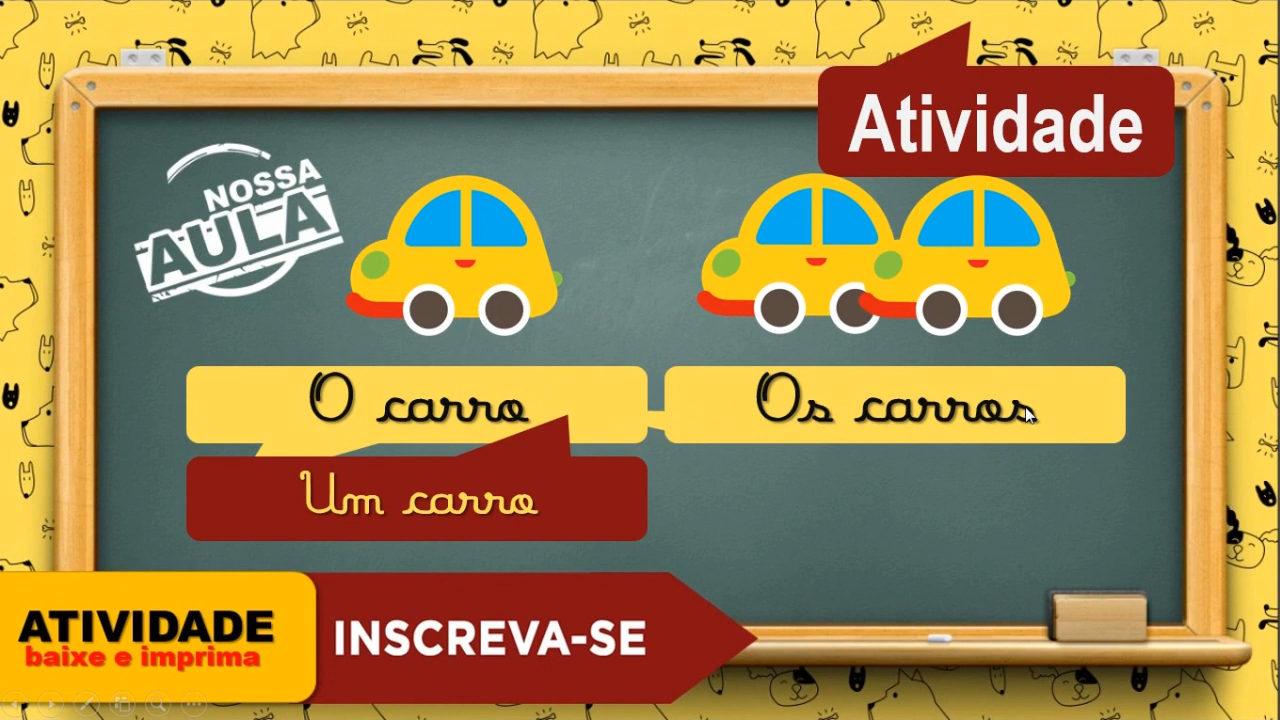 Atividade
NOSSA
AULA
O carro
Os carros
Um carro
ATIVIDADE
baixe e imprima
INSCREVA-SE